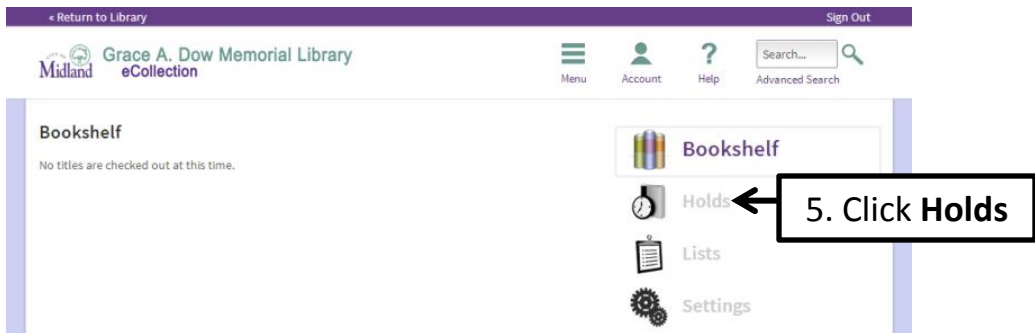 « Return to Library
Sign Out
Midland
Grace A. Dow Memorial Library
eCollection
Menu
Account
Help
Search...
Advanced Search
Bookshelf
No titles are checked out at this time.
Bookshelf
Holds
5. Click Holds
Lists
Settings